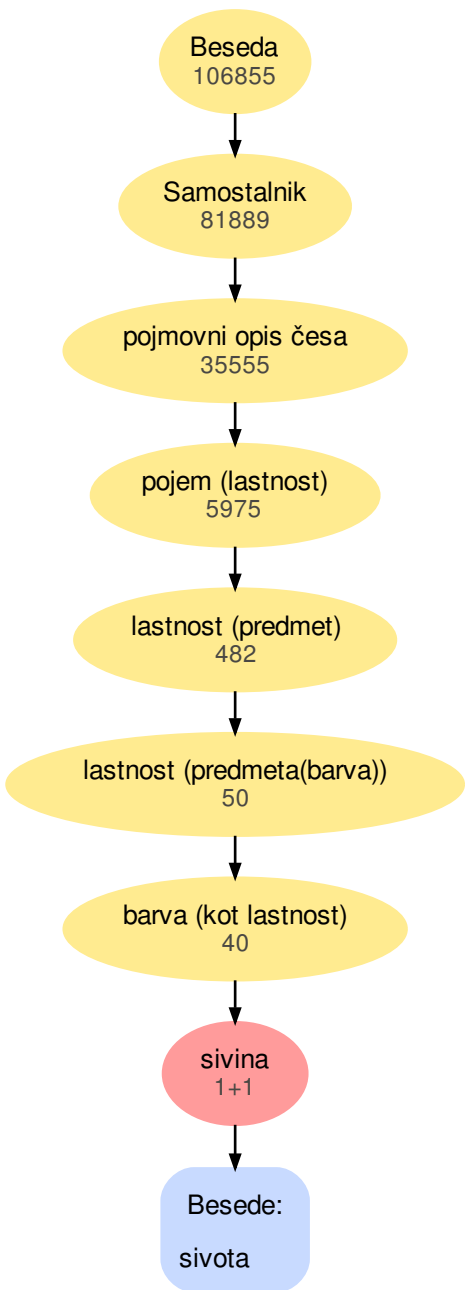 Beseda
106855
Samostalnik
81889
pojmovni opis česa
35555
pojem (lastnost)
5975
lastnost (predmet)
482
lastnost (predmeta(barva))
50
barva (kot lastnost)
40
sivina
1+1
Besede:
sivota